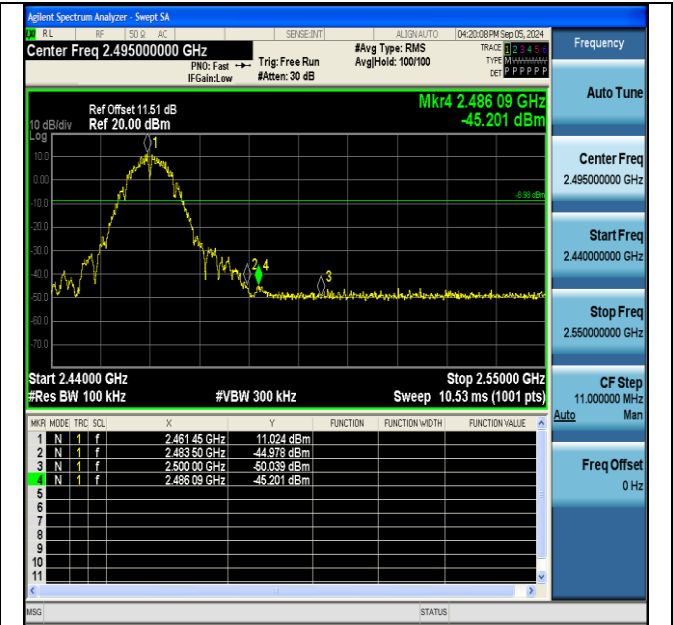 Agilent Spectrum Analyzer - Swept SA
LXI RL RF 50 Ω AC SENSE:INT ALIGN AUTO 04:20:08 PM Sep 05, 2024
Center Freq 2.495000000 GHz #Avg Type: RMS TRACE 1 2 3 4 5 6
PNO: Fast Trig: Free Run Avg|Hold: 100/100 TYPE M
IFGain:Low #Atten: 30 dB DET P P P P P P
Mkr4 2.486 09 GHz
-45.201 dBm
Ref Offset 11.51 dB
10 dB/div Ref 20.00 dBm
Log
1
10.0
0.00
-8.98 dBm
-10.0
-20.0
-30.0
2 4
3
-40.0
-50.0
-60.0
-70.0
Start 2.44000 GHz Stop 2.55000 GHz
#Res BW 100 kHz #VBW 300 kHz Sweep 10.53 ms (1001 pts)
MKR MODE TRC SCL X Y FUNCTION FUNCTION WIDTH FUNCTION VALUE
1 N 1 f 2.461 45 GHz 11.024 dBm
2 N 1 f 2.483 50 GHz -44.978 dBm
3 N 1 f 2.500 00 GHz -50.039 dBm
4 N 1 f 2.486 09 GHz -45.201 dBm
5
6
7
8
9
10
11
MSG STATUS
Frequency
Auto Tune
Center Freq
2.495000000 GHz
Start Freq
2.440000000 GHz
Stop Freq
2.550000000 GHz
CF Step
11.000000 MHz
Auto Man
Freq Offset
0 Hz